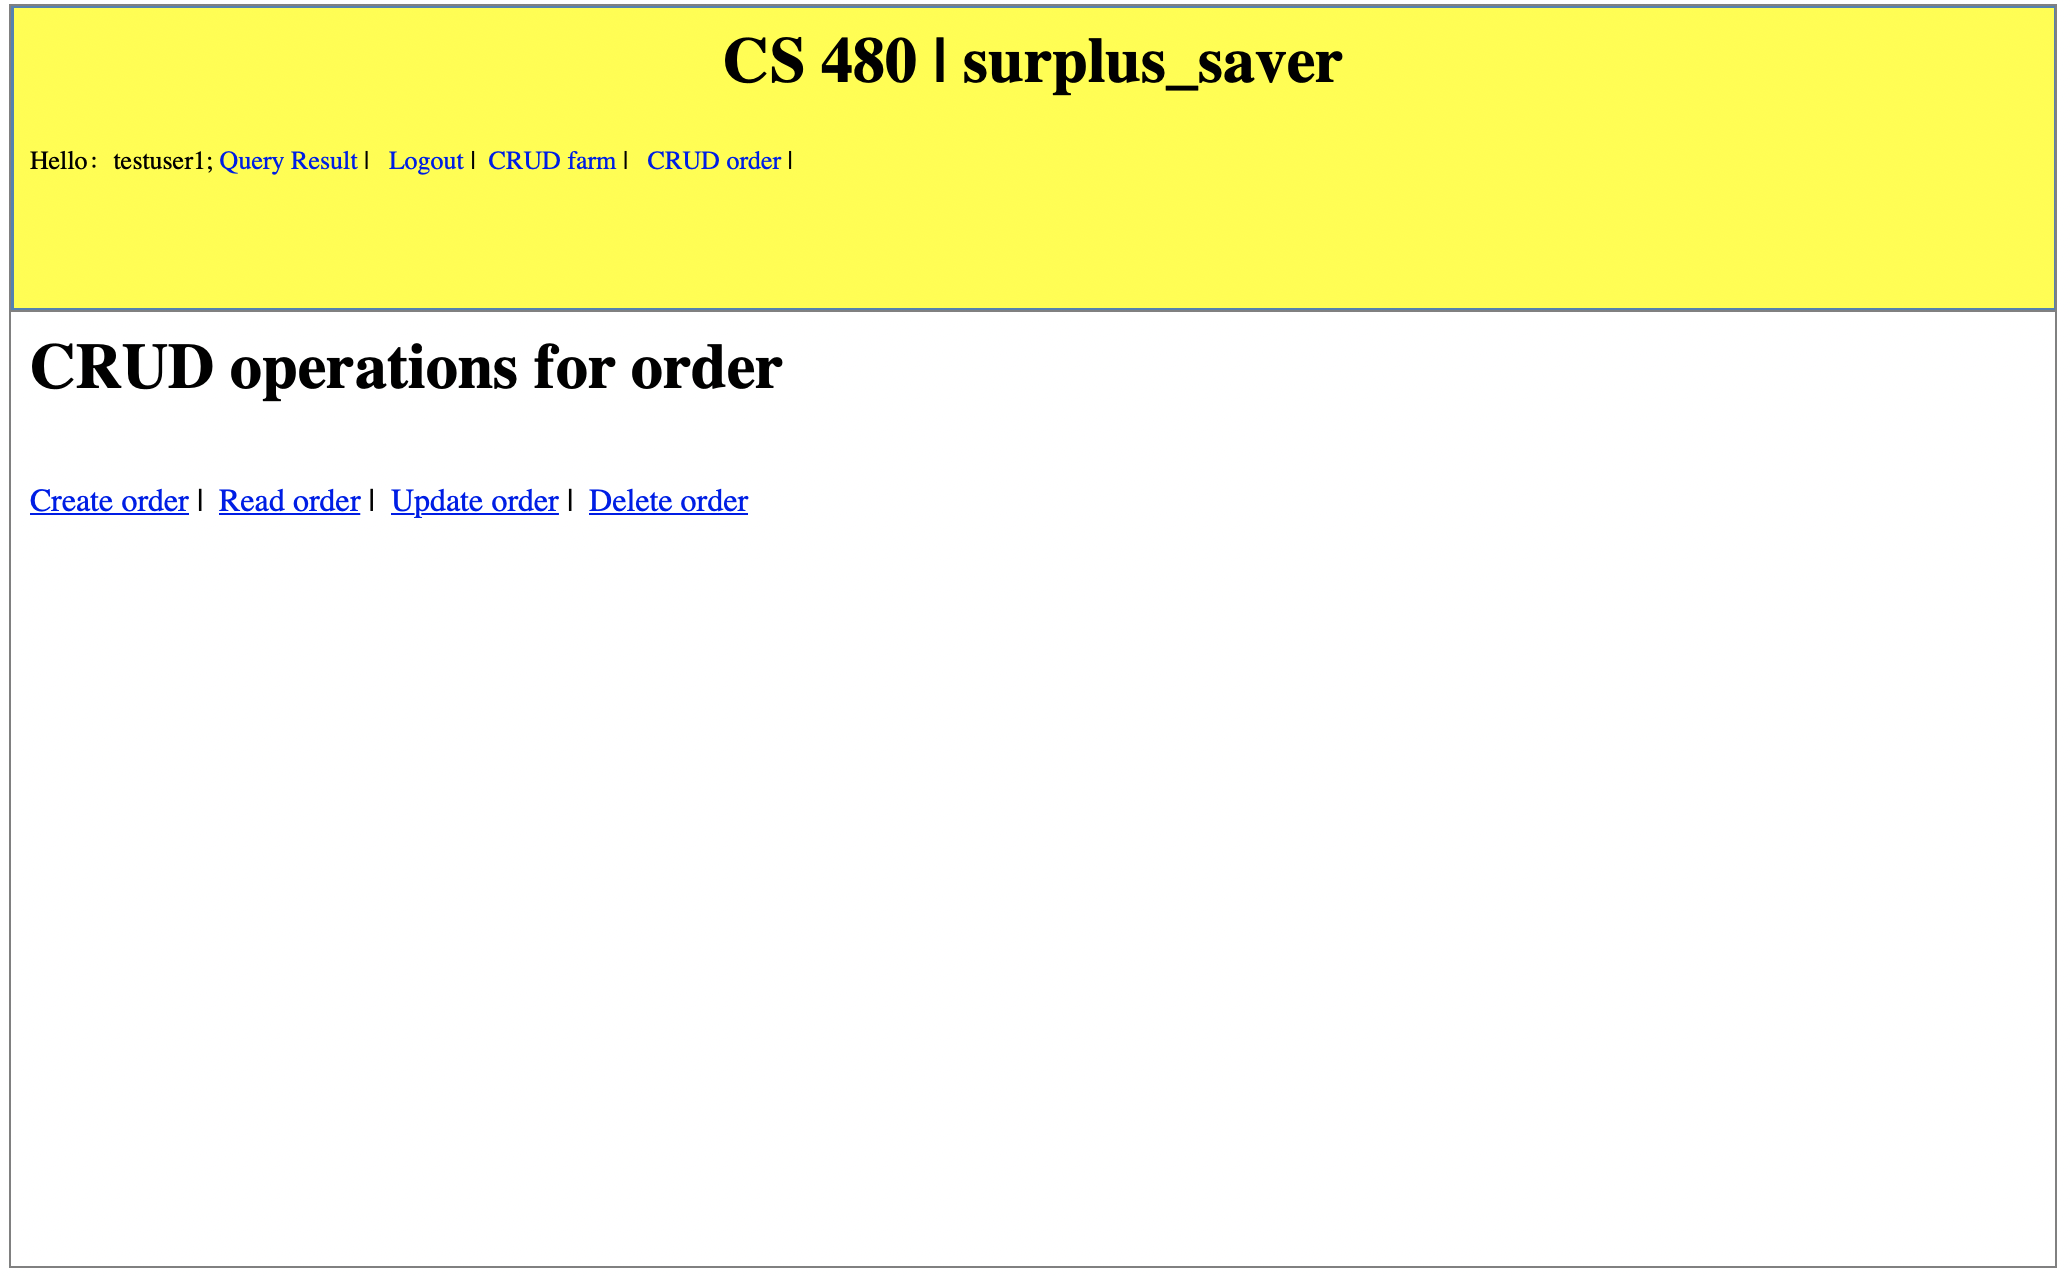 CS 480 | surplus_saver
Hello: testuser1; Query Result | Logout | CRUD farm | CRUD order |
CRUD operations for order
Create order | Read order | Update order | Delete order